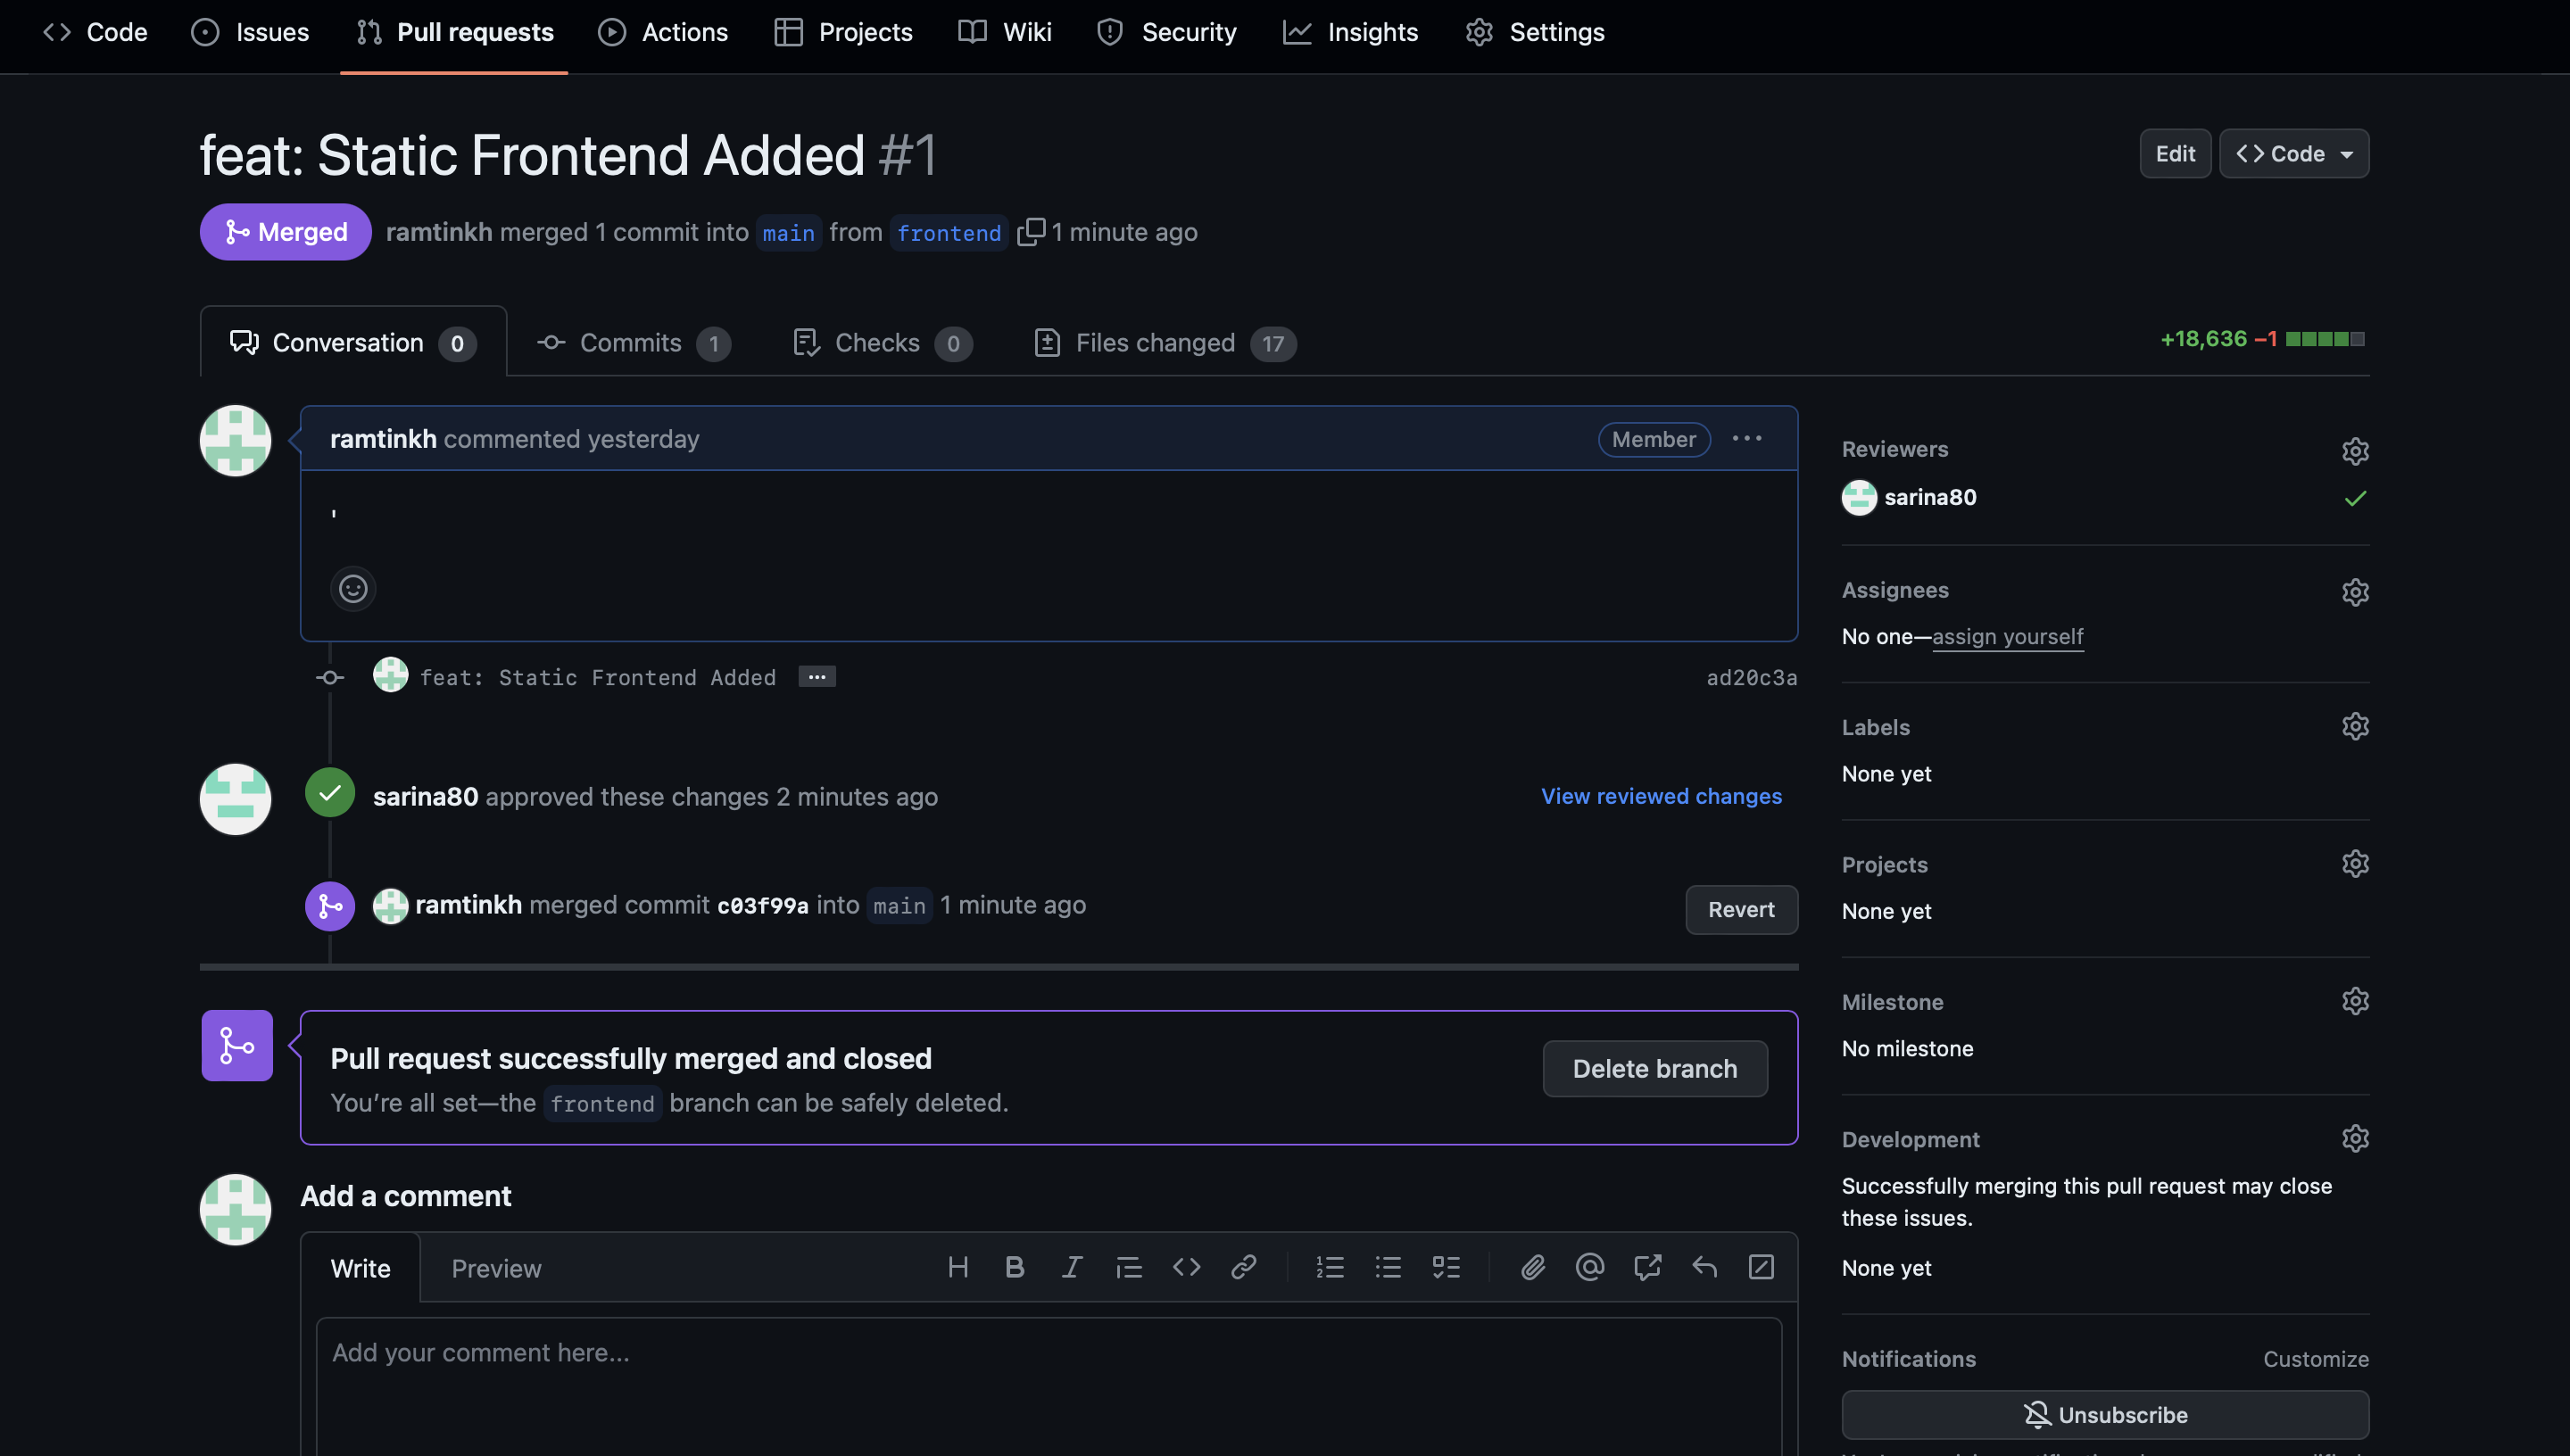 Code Issues Pull requests Actions Projects Wiki Security Insights Settings
feat: Static Frontend Added #1
Edit Code
Merged ramtinkh merged 1 commit into main from frontend 1 minute ago
Conversation 0 Commits 1 Checks 0 Files changed 17
+18,636 −1
ramtinkh commented yesterday
Member
'
feat: Static Frontend Added ... ad20c3a
sarina80 approved these changes 2 minutes ago
View reviewed changes
ramtinkh merged commit c03f99a into main 1 minute ago
Revert
Pull request successfully merged and closed
You’re all set—the frontend branch can be safely deleted.
Delete branch
Add a comment
Write Preview
Add your comment here...
Reviewers
sarina80
Assignees
No one—assign yourself
Labels
None yet
Projects
None yet
Milestone
No milestone
Development
Successfully merging this pull request may close
these issues.
None yet
Notifications Customize
Unsubscribe